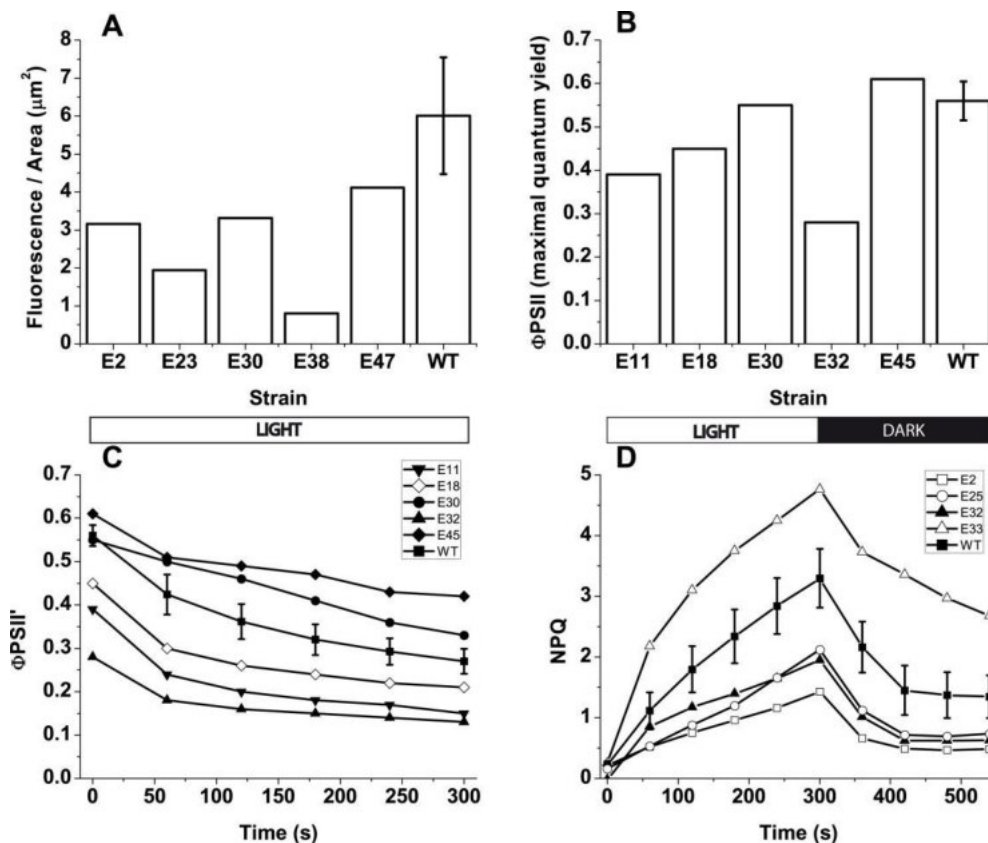 A
Fluorescence / Area (μm²)
8
7
6
5
4
3
2
1
0
E2 E23 E30 E38 E47 WT
Strain
B
ΦPSII (maximal quantum yield)
0.7
0.6
0.5
0.4
0.3
0.2
0.1
0.0
E11 E18 E30 E32 E45 WT
Strain
LIGHT
C
ΦPSII'
0.7
0.6
0.5
0.4
0.3
0.2
0.1
0.0
E11
E18
E30
E32
E45
WT
0 50 100 150 200 250 300
Time (s)
LIGHT DARK
D
NPQ
5
4
3
2
1
0
E2
E25
E32
E33
WT
0 100 200 300 400 500
Time (s)